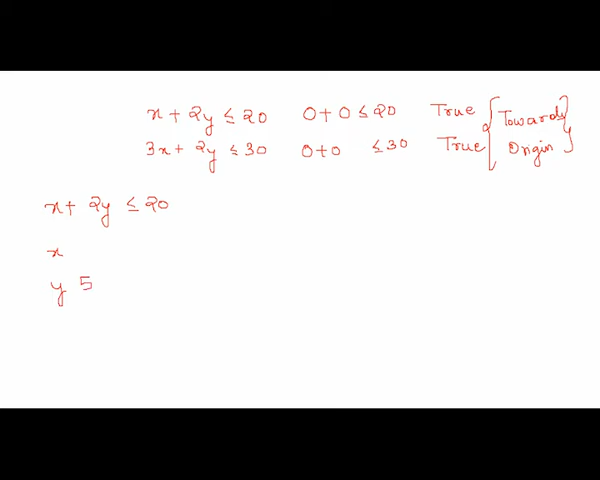 x + 2y ≤ 20 0+0 ≤ 20 True { Towards }
3x + 2y ≤ 30 0+0 ≤ 30 True { Origin }
x + 2y ≤ 20
x
y 5